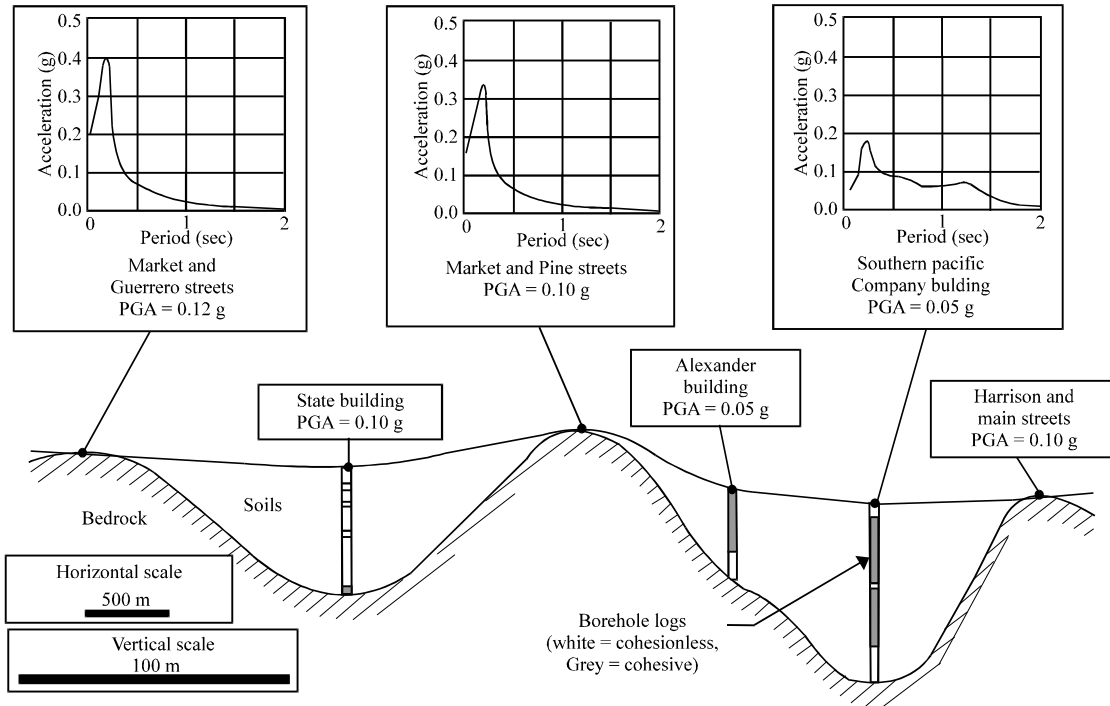 0.5
0.4
0.3
0.2
0.1
0.0
Acceleration (g)
0
1
2
Period (sec)
Market and
Guerrero streets
PGA = 0.12 g
0.5
0.4
0.3
0.2
0.1
0.0
Acceleration (g)
0
1
2
Period (sec)
Market and Pine streets
PGA = 0.10 g
0.5
0.4
0.3
0.2
0.1
0.0
Acceleration (g)
0
1
2
Period (sec)
Southern pacific
Company bulding
PGA = 0.05 g
State building
PGA = 0.10 g
Alexander
building
PGA = 0.05 g
Harrison and
main streets
PGA = 0.10 g
Bedrock
Soils
Horizontal scale
500 m
Vertical scale
100 m
Borehole logs
(white = cohesionless,
Grey = cohesive)